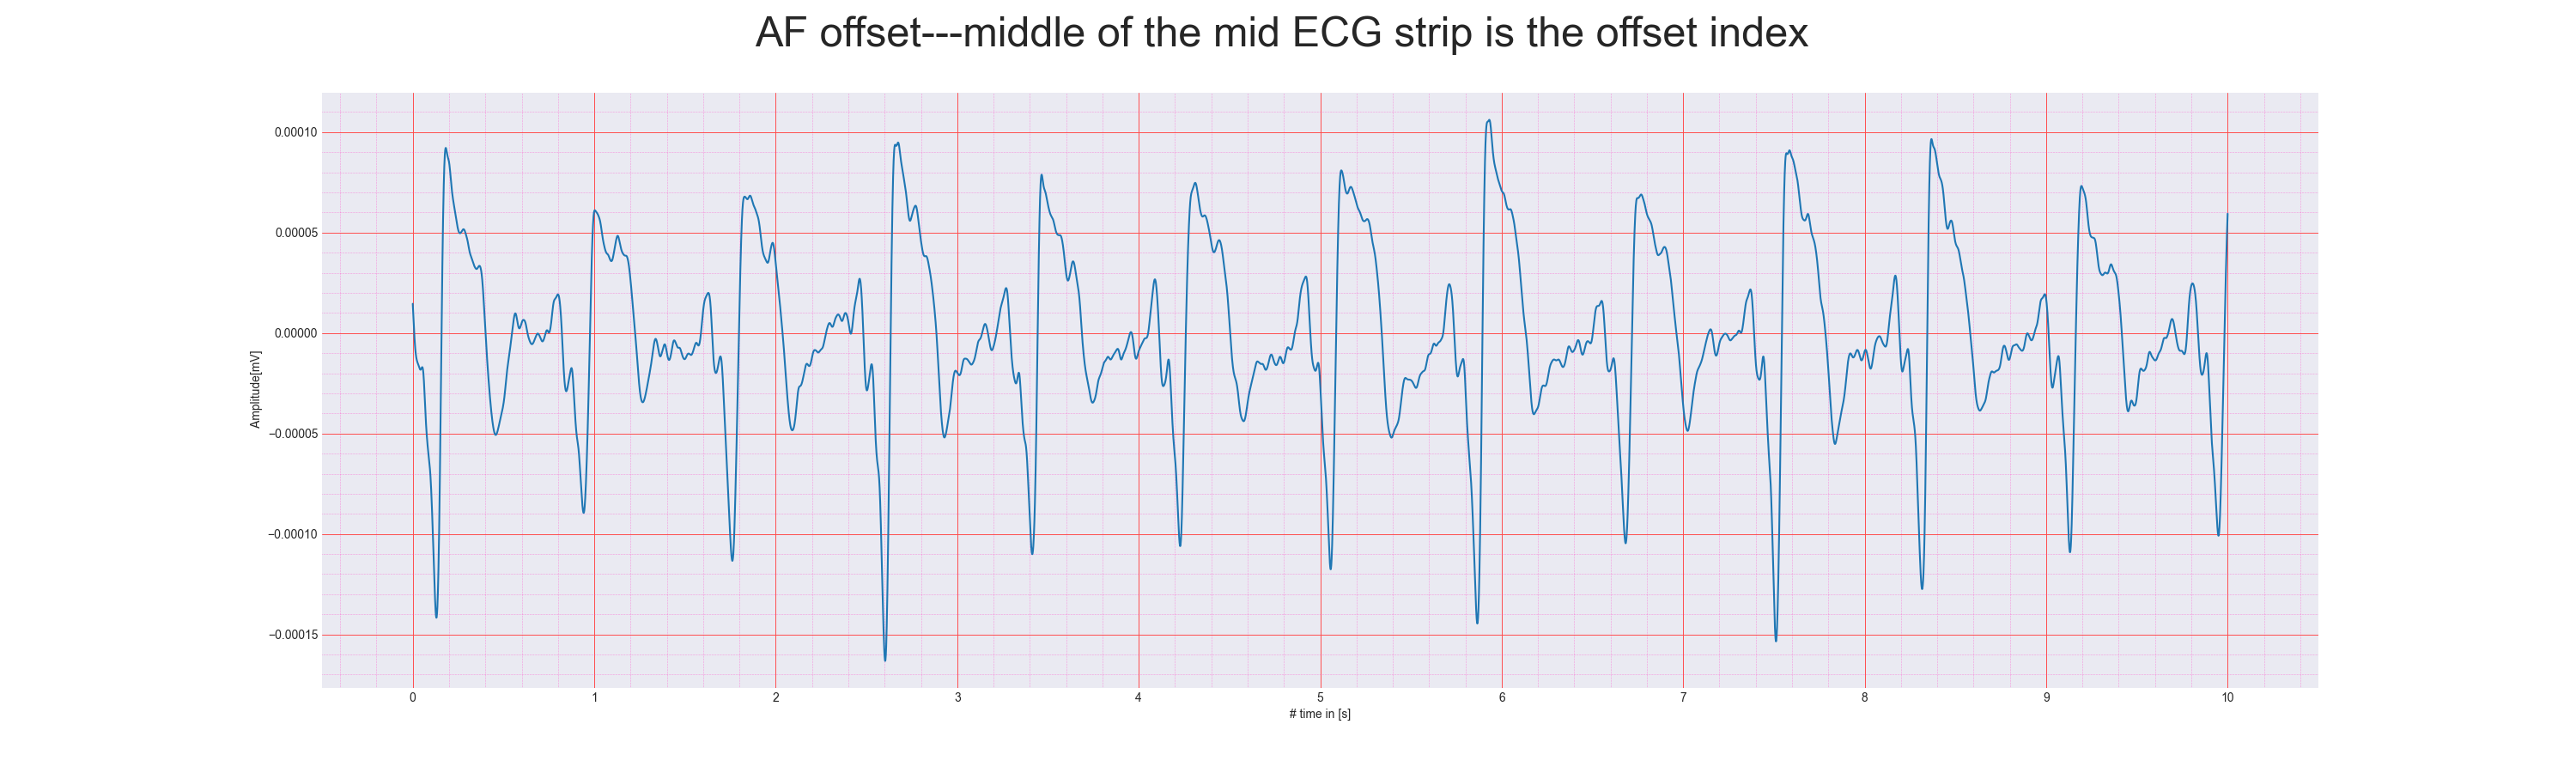 AF offset---middle of the mid ECG strip is the offset index
0.00010
0.00005
0.00000
−0.00005
−0.00010
−0.00015
Amplitude[mV]
0 1 2 3 4 5 6 7 8 9 10
# time in [s]